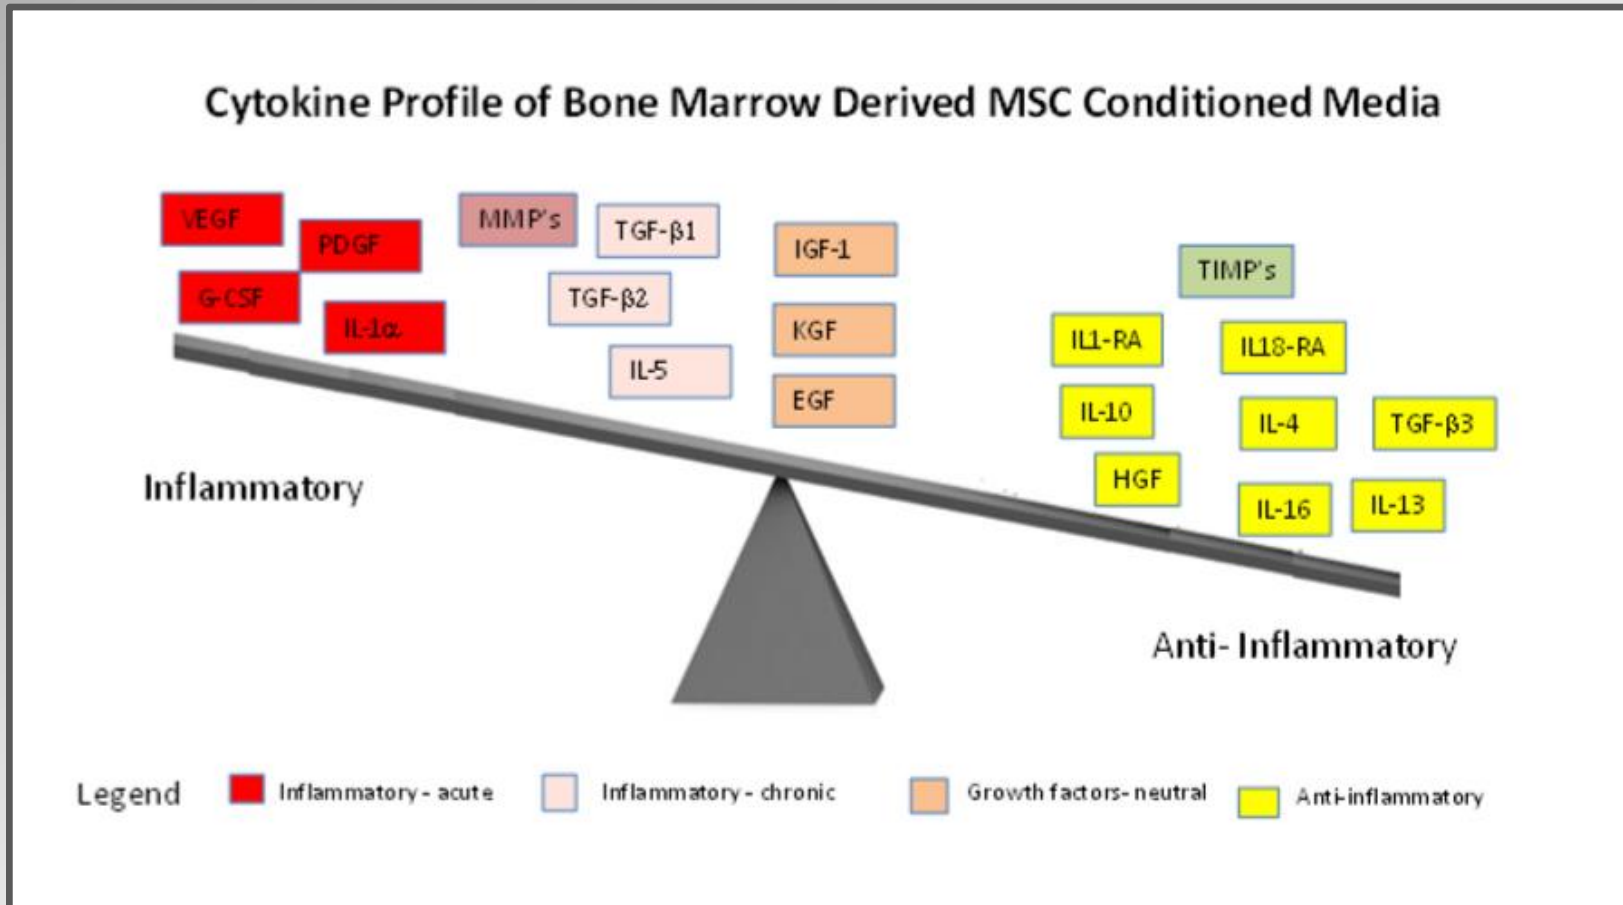 Cytokine Profile of Bone Marrow Derived MSC Conditioned Media
VEGF
PDGF
G-CSF
IL-1α
MMP's
TGF-β1
TGF-β2
IL-5
IGF-1
KGF
EGF
TIMP's
IL1-RA
IL18-RA
IL-10
IL-4
TGF-β3
HGF
IL-16
IL-13
Inflammatory
Anti- Inflammatory
Legend
Inflammatory - acute
Inflammatory - chronic
Growth factors- neutral
Anti-inflammatory